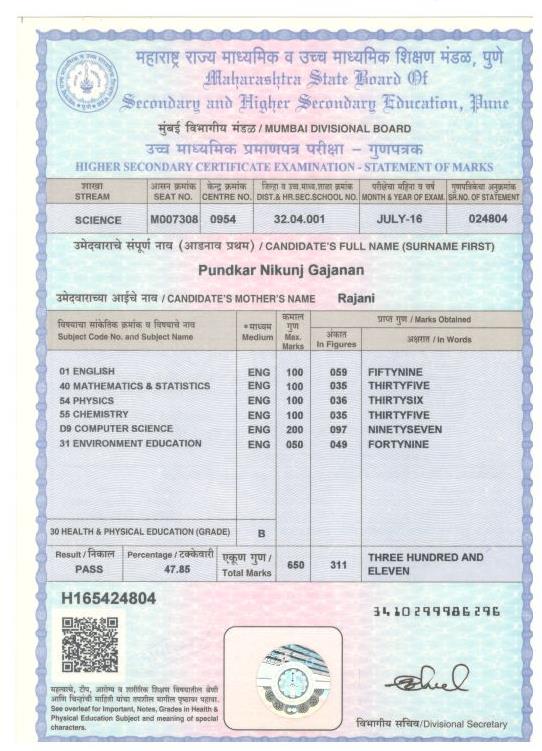 महाराष्ट्र राज्य माध्यमिक व उच्च माध्यमिक शिक्षण मंडळ, पुणे
Maharashtra State Board Of
Secondary and Higher Secondary Education, Pune
मुंबई विभागीय मंडळ / MUMBAI DIVISIONAL BOARD
उच्च माध्यमिक प्रमाणपत्र परीक्षा – गुणपत्रक
HIGHER SECONDARY CERTIFICATE EXAMINATION - STATEMENT OF MARKS
शाखा आसन क्रमांक केन्द्र क्रमांक जिल्हा व उच्च.माध्य.शाळा क्रमांक परीक्षेचा महिना व वर्ष गुणपत्रिकेचा अनुक्रमांक
STREAM SEAT NO. CENTRE NO. DIST.& HR.SEC.SCHOOL NO. MONTH & YEAR OF EXAM. SR.NO. OF STATEMENT
SCIENCE M007308 0954 32.04.001 JULY-16 024804
उमेदवाराचे संपूर्ण नाव (आडनाव प्रथम) / CANDIDATE'S FULL NAME (SURNAME FIRST)
Pundkar Nikunj Gajanan
उमेदवाराच्या आईचे नाव / CANDIDATE'S MOTHER'S NAME Rajani
विषयाचा सांकेतिक क्रमांक व विषयाचे नाव
Subject Code No. and Subject Name
*माध्यम
Medium
कमाल
गुण
Max.
Marks
प्राप्त गुण / Marks Obtained
अंकात
In Figures
अक्षरात / In Words
01 ENGLISH ENG 100 059 FIFTYNINE
40 MATHEMATICS & STATISTICS ENG 100 035 THIRTYFIVE
54 PHYSICS ENG 100 036 THIRTYSIX
55 CHEMISTRY ENG 100 035 THIRTYFIVE
D9 COMPUTER SCIENCE ENG 200 097 NINETYSEVEN
31 ENVIRONMENT EDUCATION ENG 050 049 FORTYNINE
30 HEALTH & PHYSICAL EDUCATION (GRADE) B
Result / निकाल Percentage / टक्केवारी एकूण गुण /
PASS 47.85 Total Marks 650 311 THREE HUNDRED AND
ELEVEN
H165424804
3410299986296
महत्वाचे, टीप, आरोग्य व शारीरिक शिक्षण विषयातील श्रेणी
आणि चिन्हांची माहिती यांचा तपशील मागील पृष्ठावर पहावा.
See overleaf for Important, Notes, Grades in Health &
Physical Education Subject and meaning of special
characters.
विभागीय सचिव/Divisional Secretary